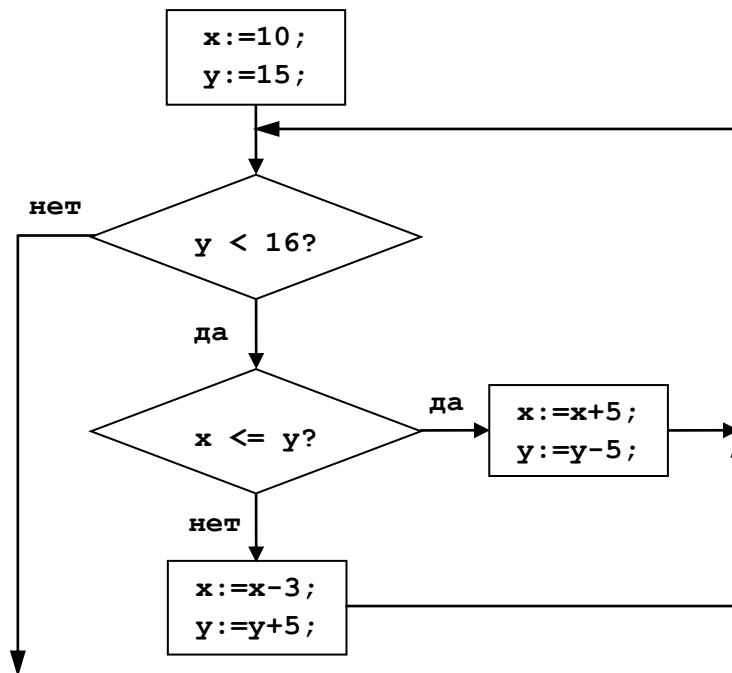 x:=10;
y:=15;
нет
y < 16?
да
x <= y?
да
x:=x+5;
y:=y-5;
нет
x:=x-3;
y:=y+5;